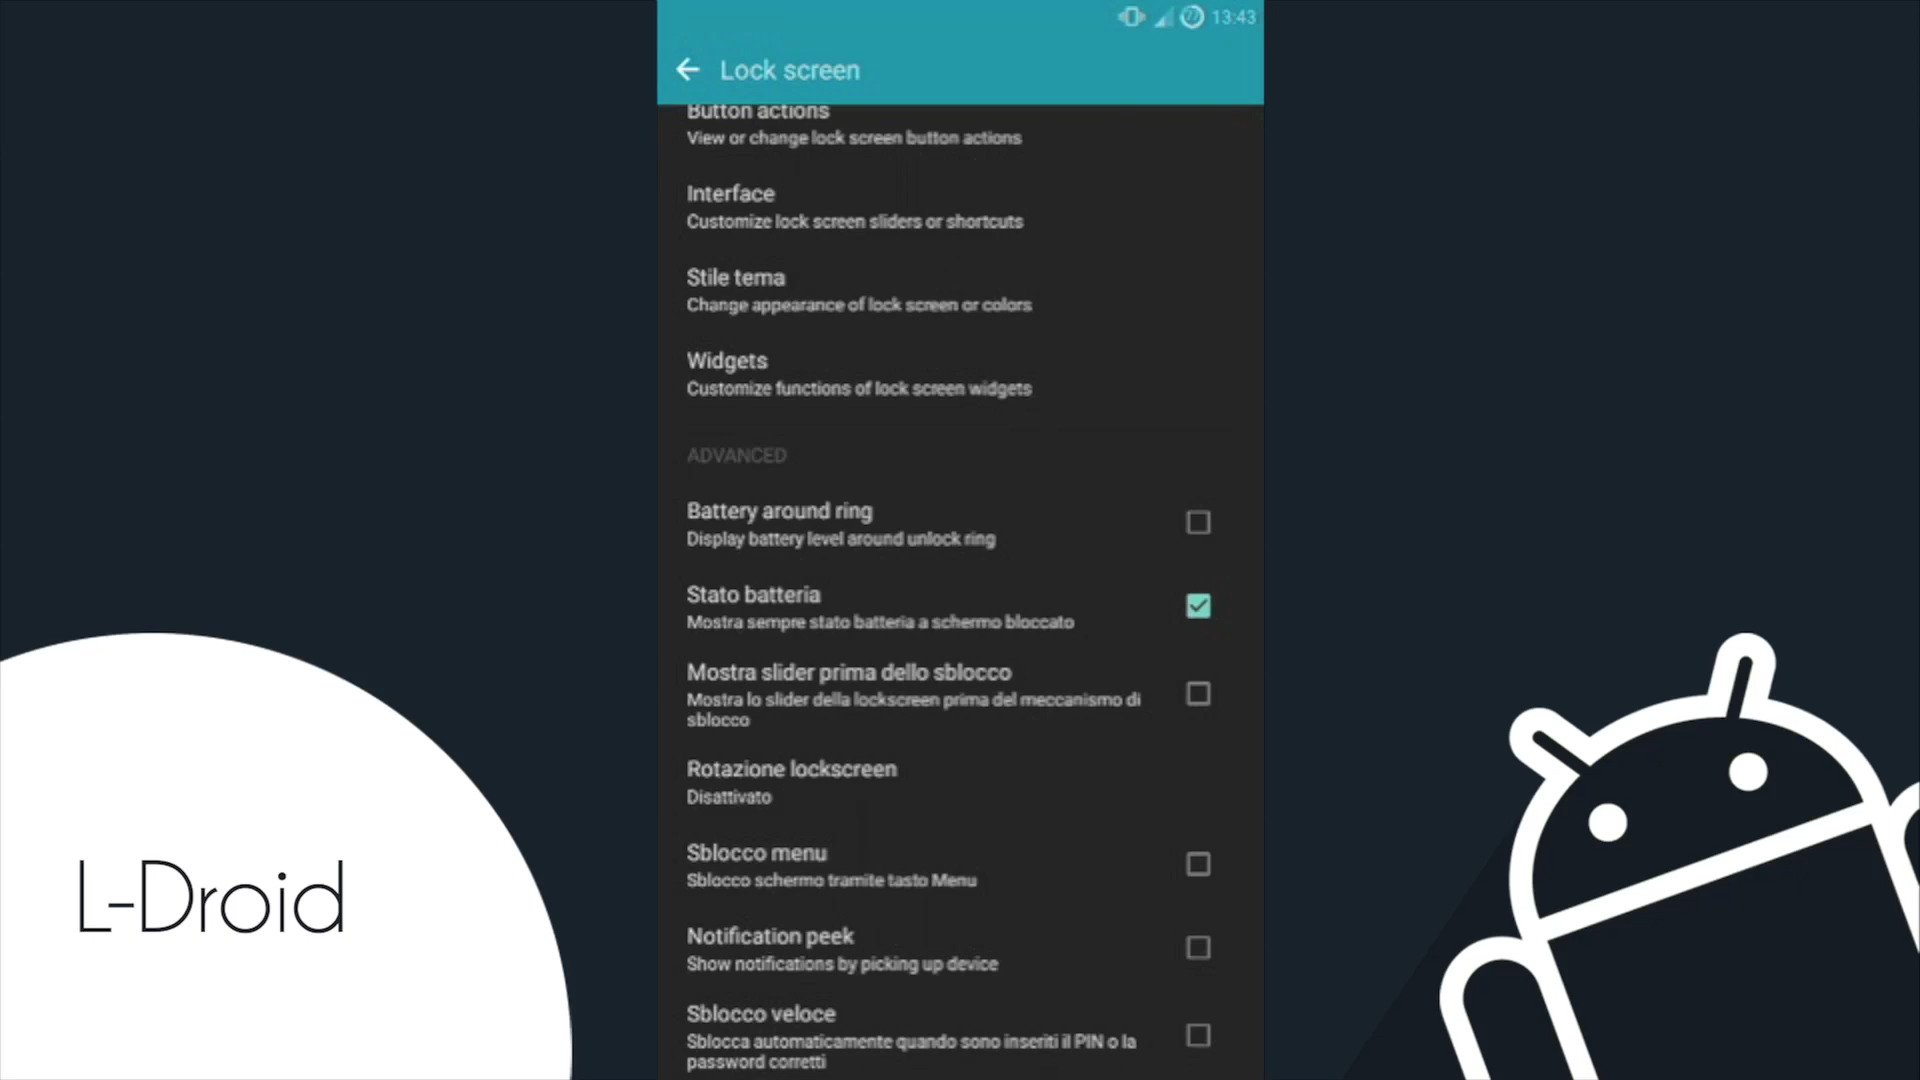 13:43
Lock screen
Button actions
View or change lock screen button actions
Interface
Customize lock screen sliders or shortcuts
Stile tema
Change appearance of lock screen or colors
Widgets
Customize functions of lock screen widgets
ADVANCED
Battery around ring
Display battery level around unlock ring
Stato batteria
Mostra sempre stato batteria a schermo bloccato
Mostra slider prima dello sblocco
Mostra lo slider della lockscreen prima del meccanismo di
sblocco
Rotazione lockscreen
Disattivato
Sblocco menu
Sblocco schermo tramite tasto Menu
Notification peek
Show notifications by picking up device
Sblocco veloce
Sblocca automaticamente quando sono inseriti il PIN o la
password corretti
L-Droid